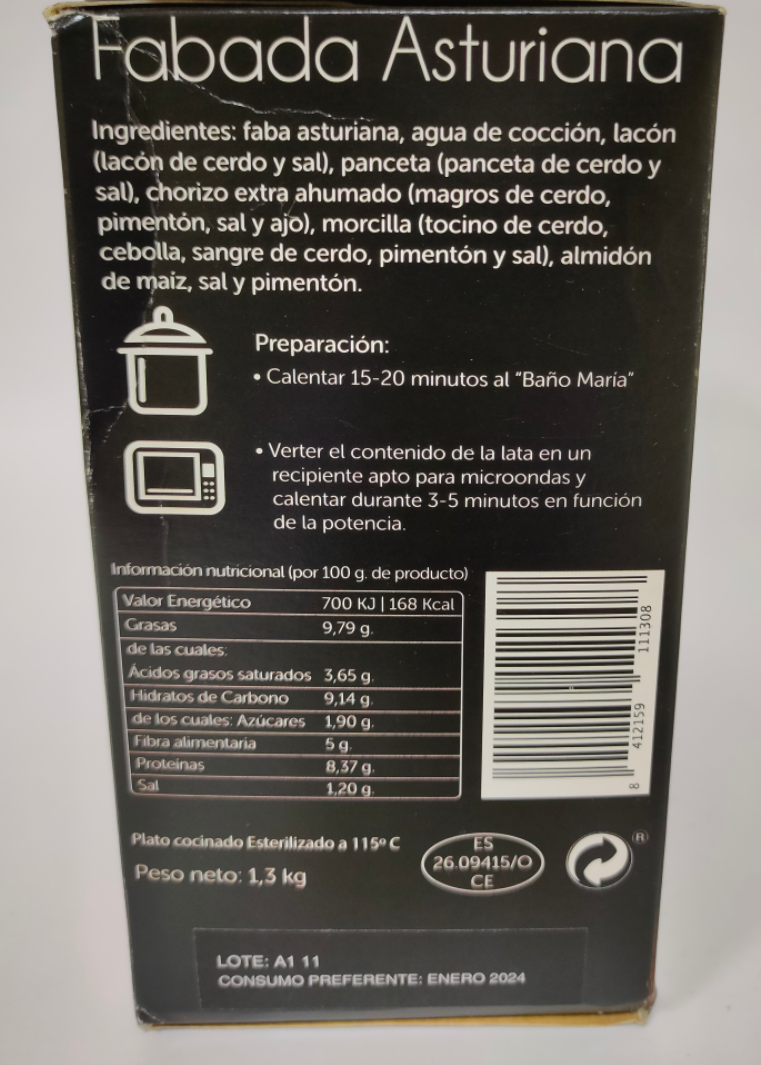 Fabada Asturiana
Ingredientes: faba asturiana, agua de cocción, lacón
(lacón de cerdo y sal), panceta (panceta de cerdo y
sal), chorizo extra ahumado (magros de cerdo,
pimentón, sal y ajo), morcilla (tocino de cerdo,
cebolla, sangre de cerdo, pimentón y sal), almidón
de maíz, sal y pimentón.
Preparación:
• Calentar 15-20 minutos al "Baño María"
• Verter el contenido de la lata en un
recipiente apto para microondas y
calentar durante 3-5 minutos en función
de la potencia.
Información nutricional (por 100 g. de producto)
Valor Energético 700 KJ | 168 Kcal
Grasas 9,79 g.
de las cuales:
Ácidos grasos saturados 3,65 g.
Hidratos de Carbono 9,14 g.
de los cuales: Azúcares 1,90 g.
Fibra alimentaria 5 g.
Proteínas 8,37 g.
Sal 1,20 g.
8 412159 111308
Plato cocinado Esterilizado a 115º C
Peso neto: 1,3 kg
ES
26.09415/O
CE
®
LOTE: A1 11
CONSUMO PREFERENTE: ENERO 2024